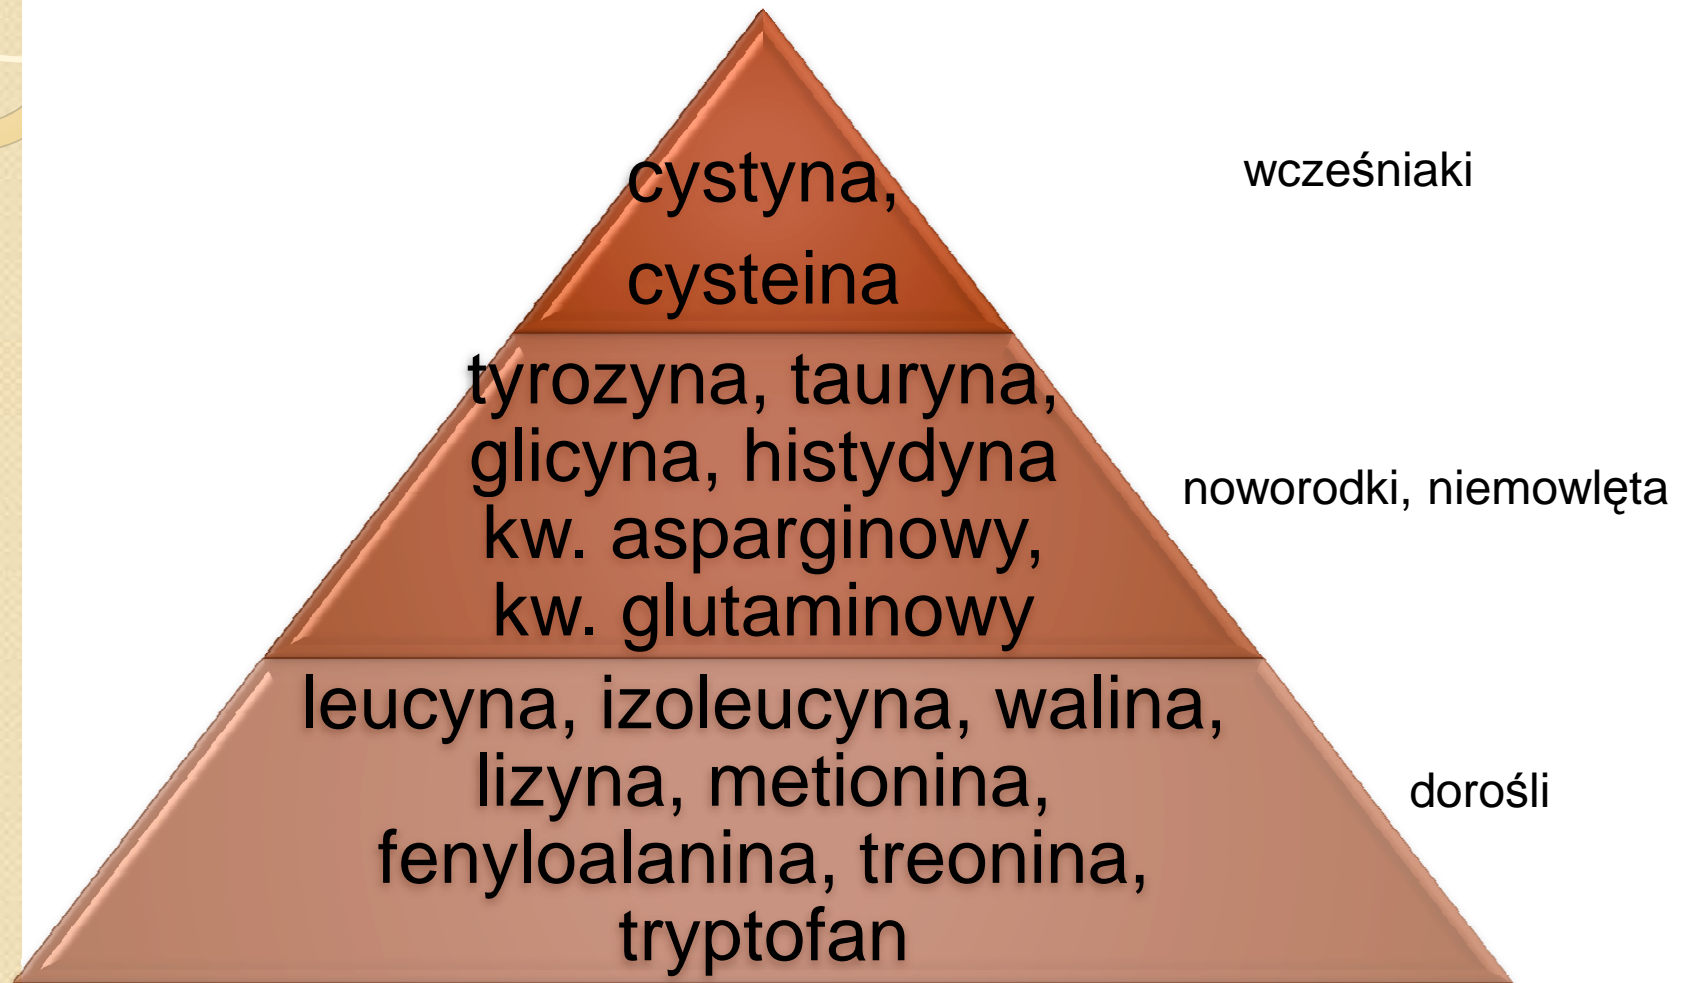 cystyna,
cysteina
wcześniaki
tyrozyna, tauryna,
glicyna, histydyna
kw. asparginowy,
kw. glutaminowy
noworodki, niemowlęta
leucyna, izoleucyna, walina,
lizyna, metionina,
fenyloalanina, treonina,
tryptofan
dorośli